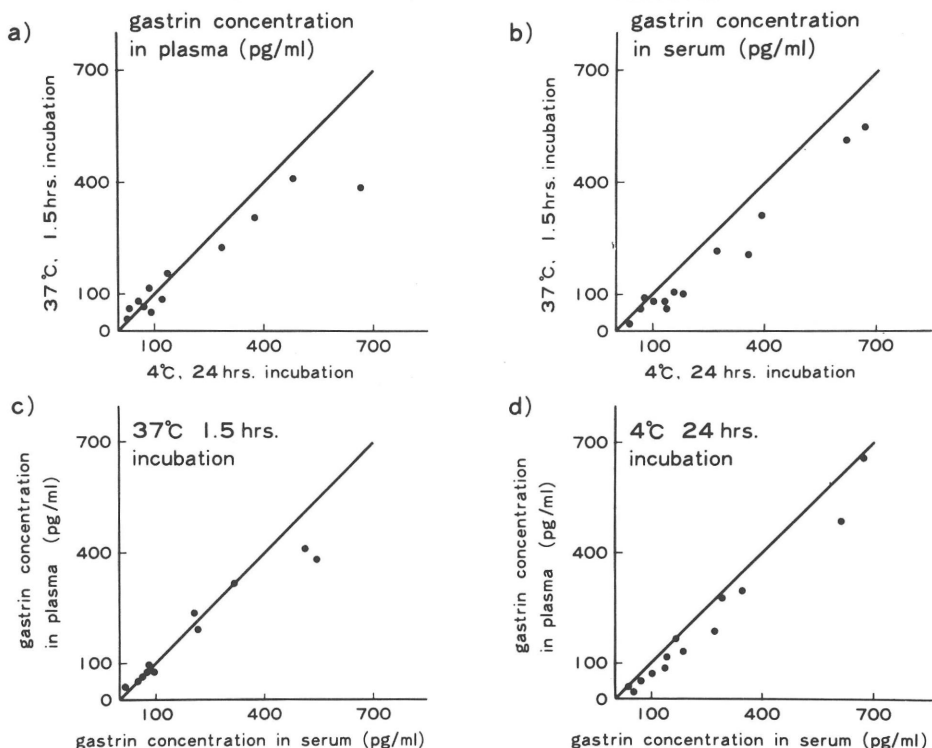 a)
gastrin concentration
in plasma (pg/ml)
700
400
100
0
37℃, 1.5hrs. incubation
100
400
700
4℃, 24 hrs. incubation
b)
gastrin concentration
in serum (pg/ml)
700
400
100
0
37℃, 1.5hrs. incubation
100
400
700
4℃, 24 hrs. incubation
c)
37℃ 1.5 hrs.
incubation
700
400
100
0
gastrin concentration
in plasma (pg/ml)
100
400
700
gastrin concentration in serum (pg/ml)
d)
4℃ 24 hrs.
incubation
700
400
100
0
gastrin concentration
in plasma (pg/ml)
100
400
700
gastrin concentration in serum (pg/ml)